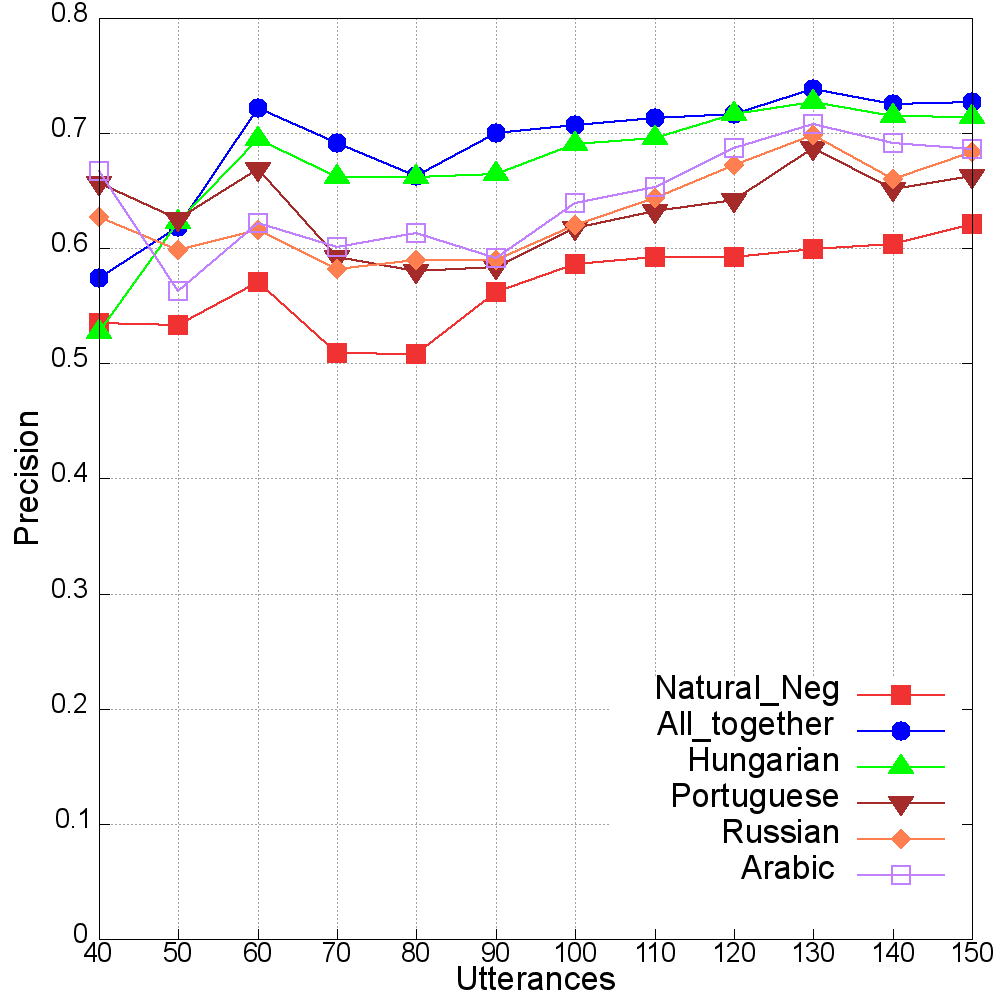 0.8
0.7
0.6
0.5
0.4
0.3
0.2
0.1
0
Precision
40 50 60 70 80 90 100 110 120 130 140 150
Utterances
Natural_Neg
All_together
Hungarian
Portuguese
Russian
Arabic